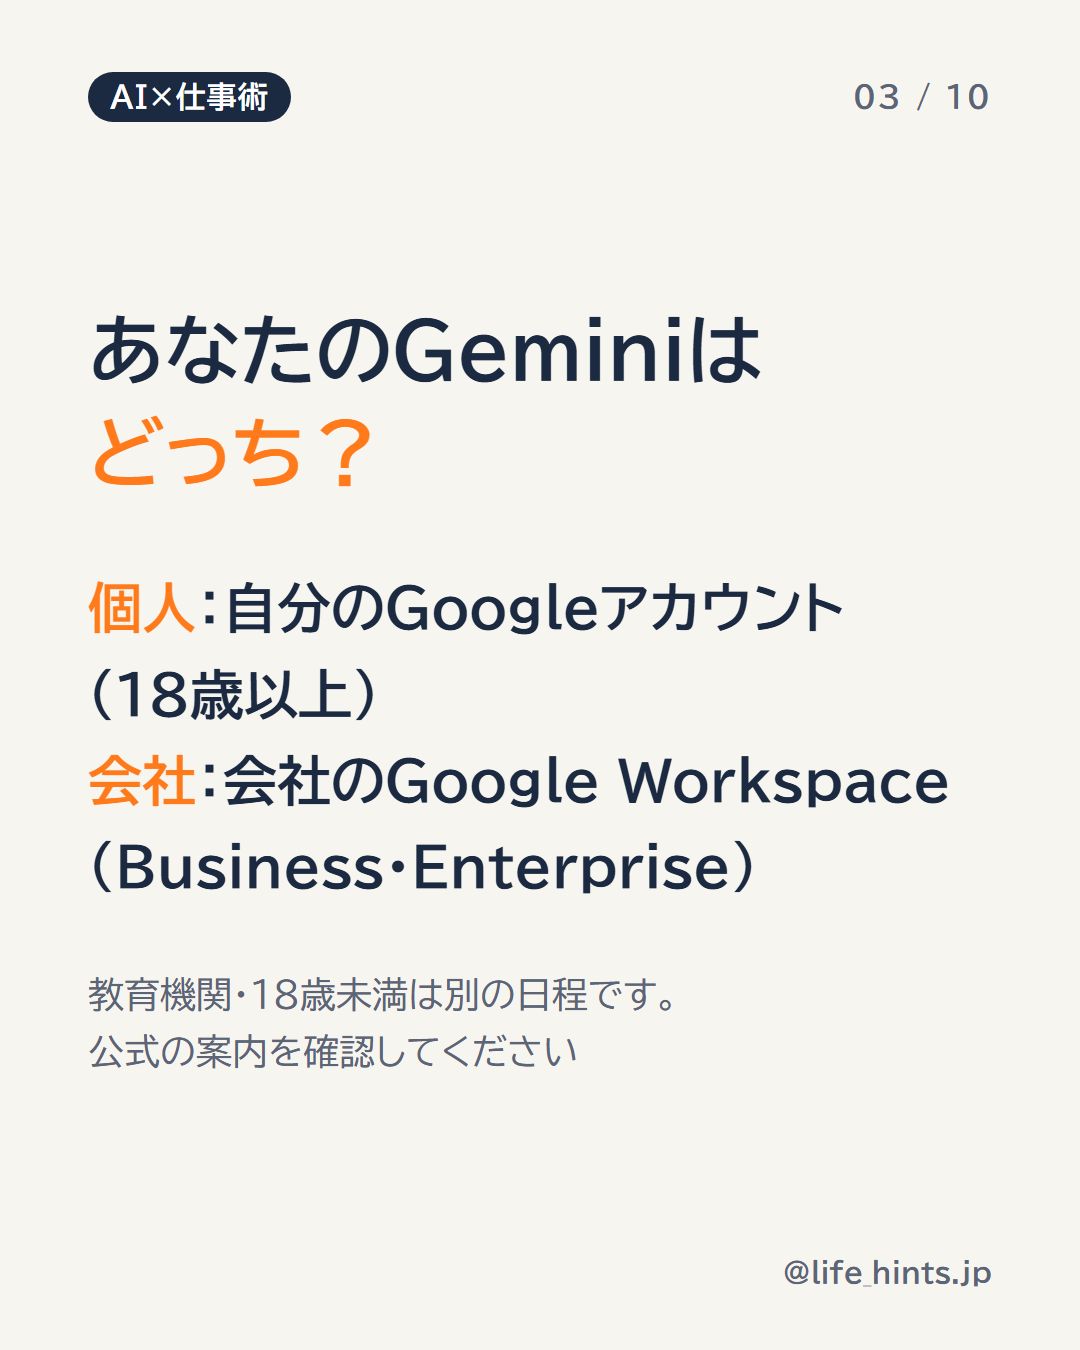 AI×仕事術
03 / 10
あなたのGeminiは
どっち？
個人：自分のGoogleアカウント
（18歳以上）
会社：会社のGoogle Workspace
（Business・Enterprise）
教育機関・18歳未満は別の日程です。
公式の案内を確認してください
@life_hints.jp